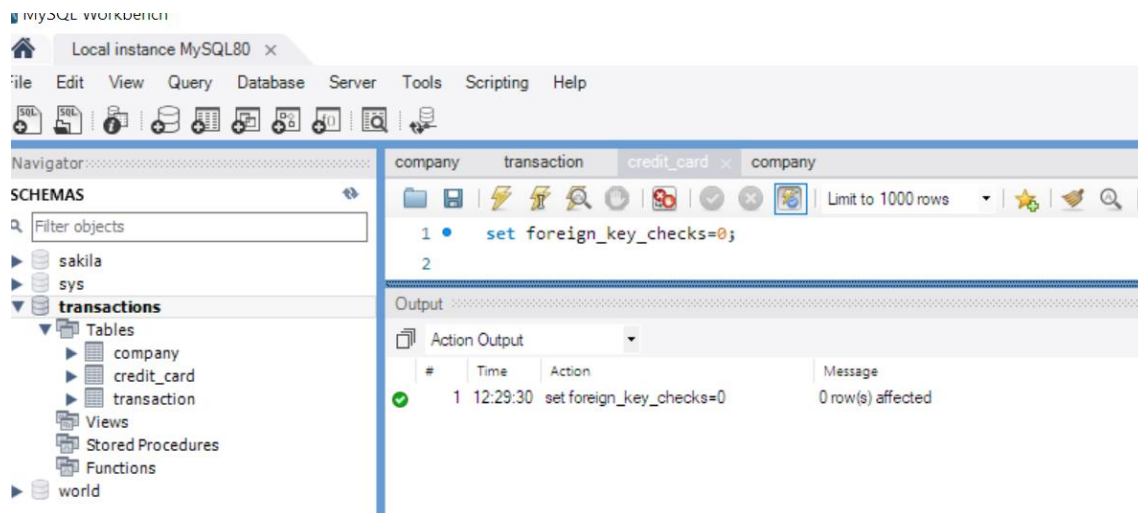 MySQL Workbench
Local instance MySQL80
File Edit View Query Database Server Tools Scripting Help
Navigator
SCHEMAS
Filter objects
sakila
sys
transactions
Tables
company
credit_card
transaction
Views
Stored Procedures
Functions
world
company transaction credit_card company
Limit to 1000 rows
1 set foreign_key_checks=0;
2
Output
Action Output
# Time Action Message
1 12:29:30 set foreign_key_checks=0 0 row(s) affected